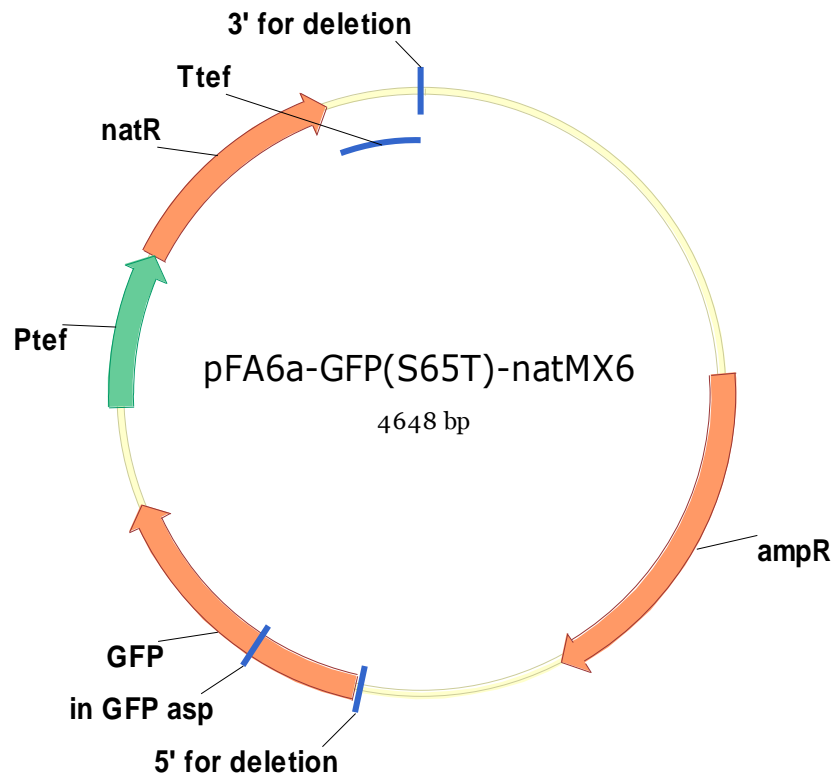 3' for deletion
Ttef
natR
Ptef
pFA6a-GFP(S65T)-natMX6
4648 bp
ampR
GFP
in GFP asp
5' for deletion